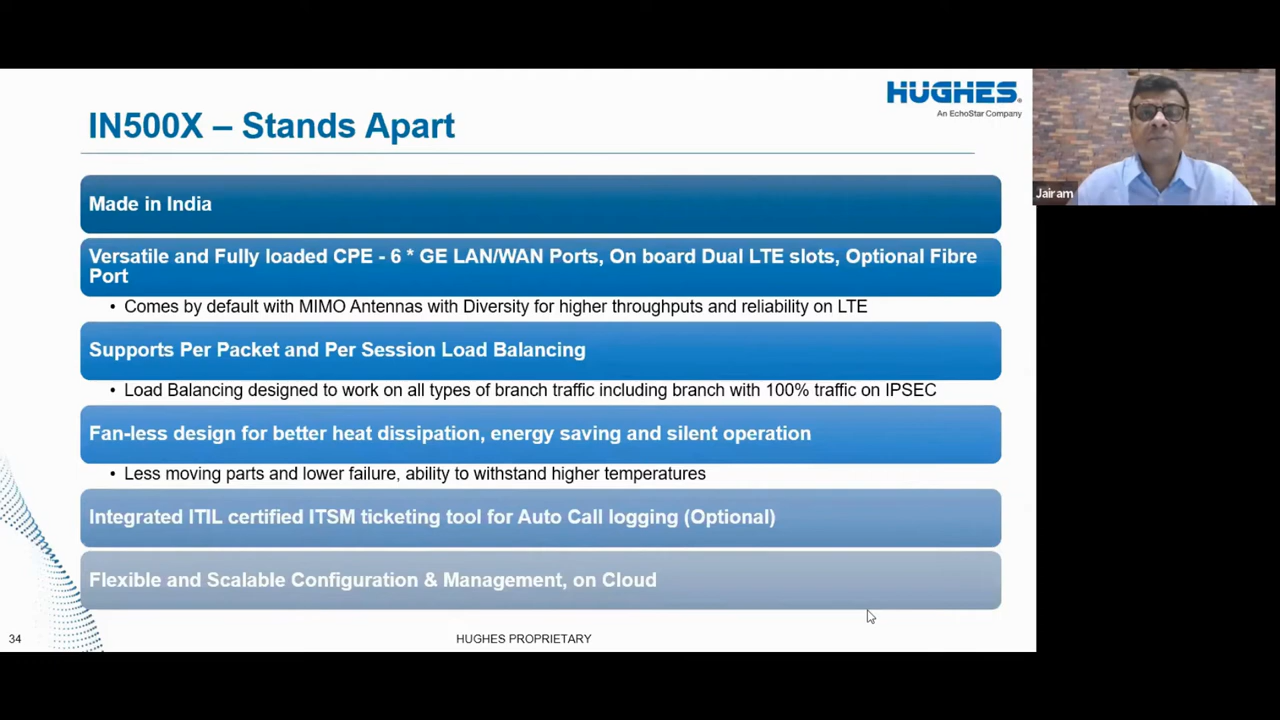 HUGHES®
An EchoStar Company
IN500X – Stands Apart
Jairam
Made in India
Versatile and Fully loaded CPE - 6 * GE LAN/WAN Ports, On board Dual LTE slots, Optional Fibre
Port
• Comes by default with MIMO Antennas with Diversity for higher throughputs and reliability on LTE
Supports Per Packet and Per Session Load Balancing
• Load Balancing designed to work on all types of branch traffic including branch with 100% traffic on IPSEC
Fan-less design for better heat dissipation, energy saving and silent operation
• Less moving parts and lower failure, ability to withstand higher temperatures
Integrated ITIL certified ITSM ticketing tool for Auto Call logging (Optional)
Flexible and Scalable Configuration & Management, on Cloud
34
HUGHES PROPRIETARY